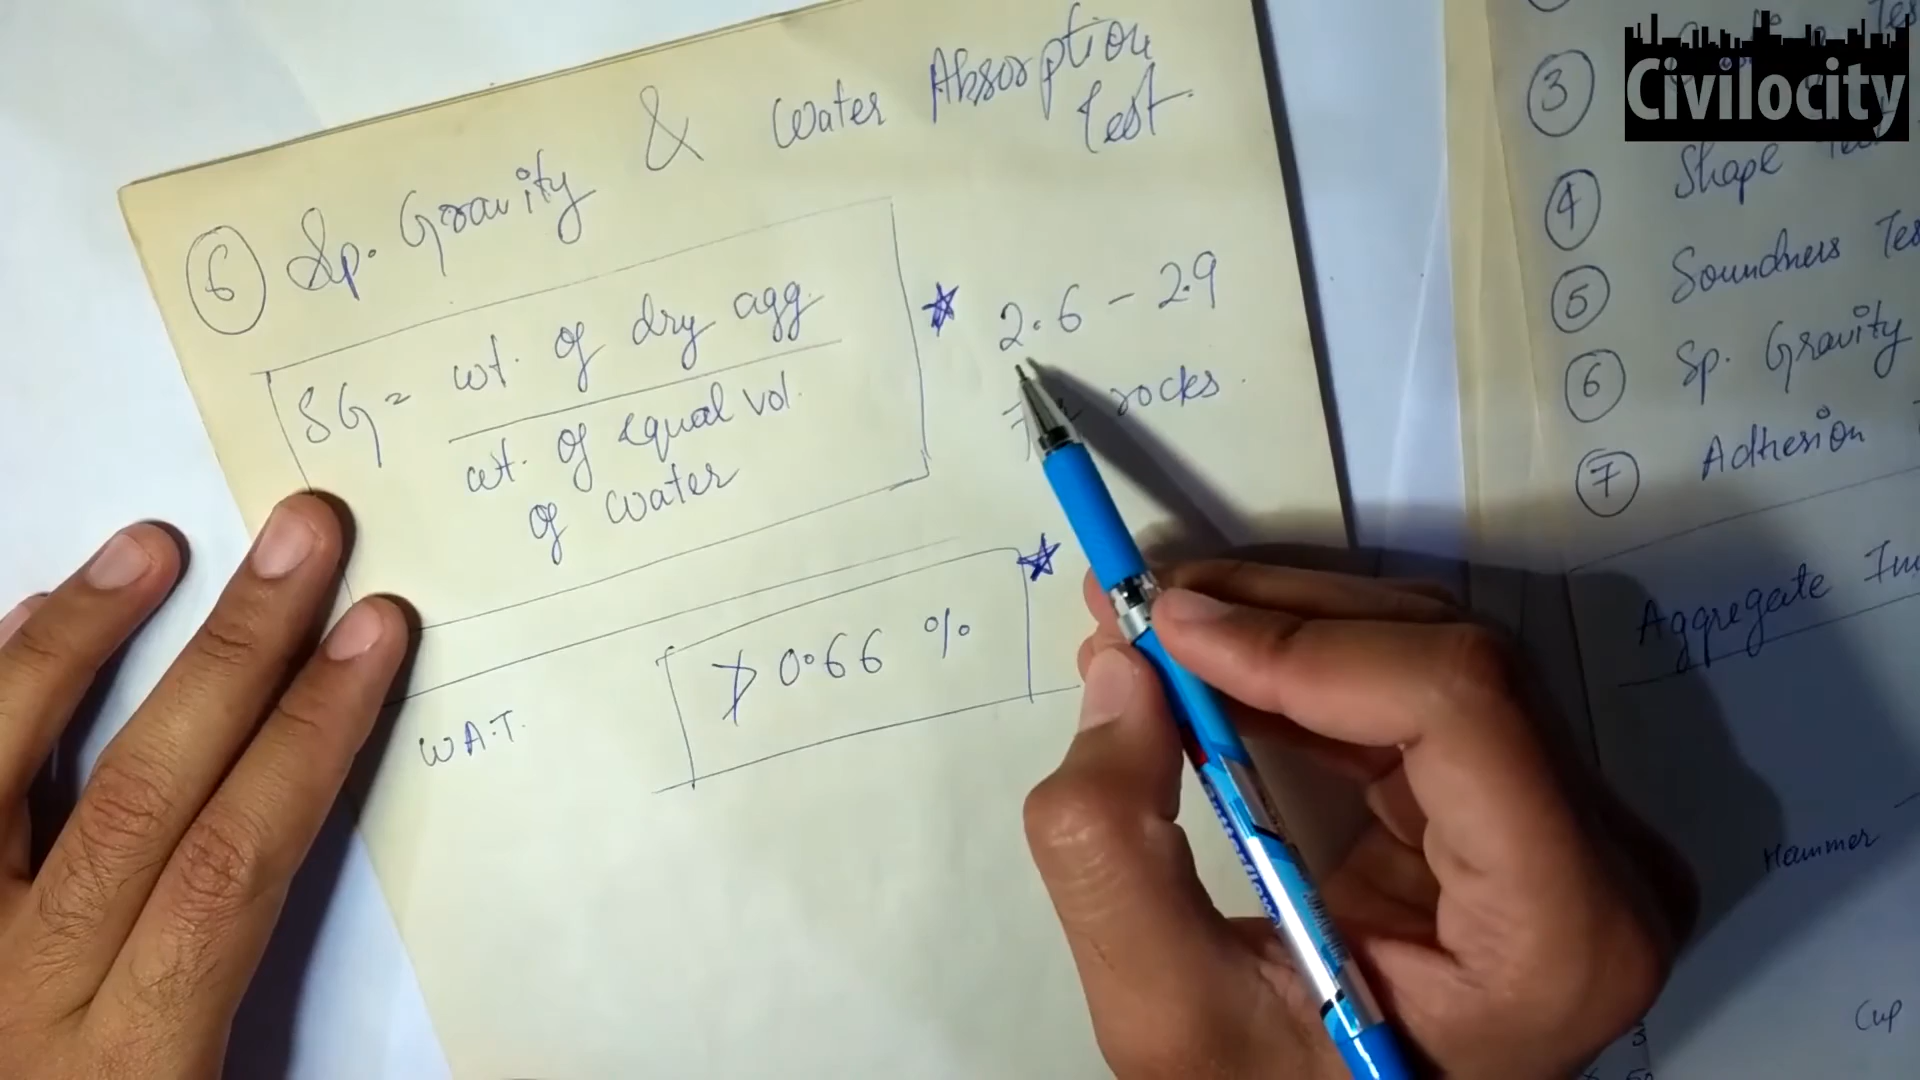 Civilocity
⑥ Sp. Gravity & Water Absorption
Test.
SG = wt. of dry agg.
wt. of equal vol.
of water
2.6 - 2.9
rocks.
≯ 0.66 %
W.A.T.
③
④ Shape Test
⑤ Soundness Tes
⑥ Sp. Gravity
⑦ Adhesion
Aggregate Im
Hammer
Cup